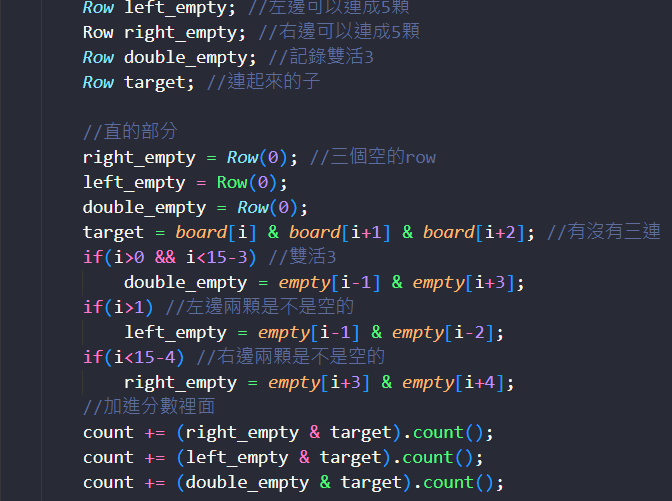 Row left_empty; //左邊可以連成5顆
Row right_empty; //右邊可以連成5顆
Row double_empty; //記錄雙活3
Row target; //連起來的子
//直的部分
right_empty = Row(0); //三個空的row
left_empty = Row(0);
double_empty = Row(0);
target = board[i] & board[i+1] & board[i+2]; //有沒有三連
if(i>0 && i<15-3) //雙活3
double_empty = empty[i-1] & empty[i+3];
if(i>1) //左邊兩顆是不是空的
left_empty = empty[i-1] & empty[i-2];
if(i<15-4) //右邊兩顆是不是空的
right_empty = empty[i+3] & empty[i+4];
//加進分數裡面
count += (right_empty & target).count();
count += (left_empty & target).count();
count += (double_empty & target).count();